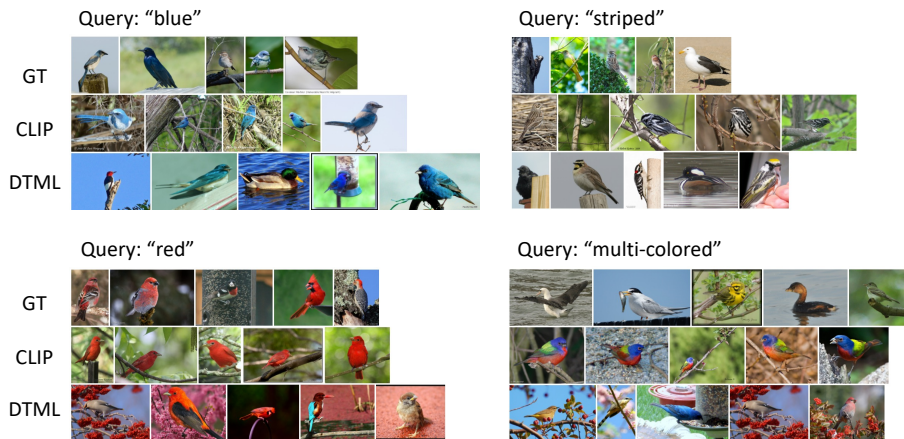 Query: “blue”
GT
CLIP
DTML
Query: “striped”
Query: “red”
GT
CLIP
DTML
Query: “multi-colored”